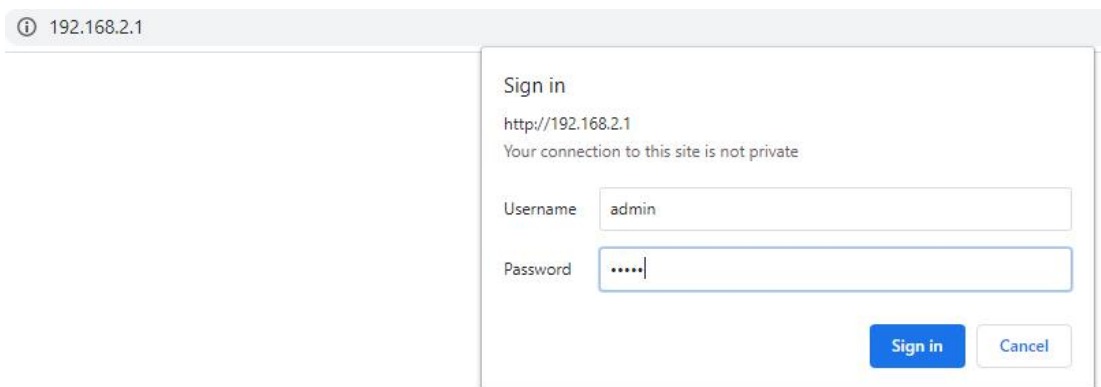 192.168.2.1
Sign in
http://192.168.2.1
Your connection to this site is not private
Username admin
Password •••••
Sign in Cancel